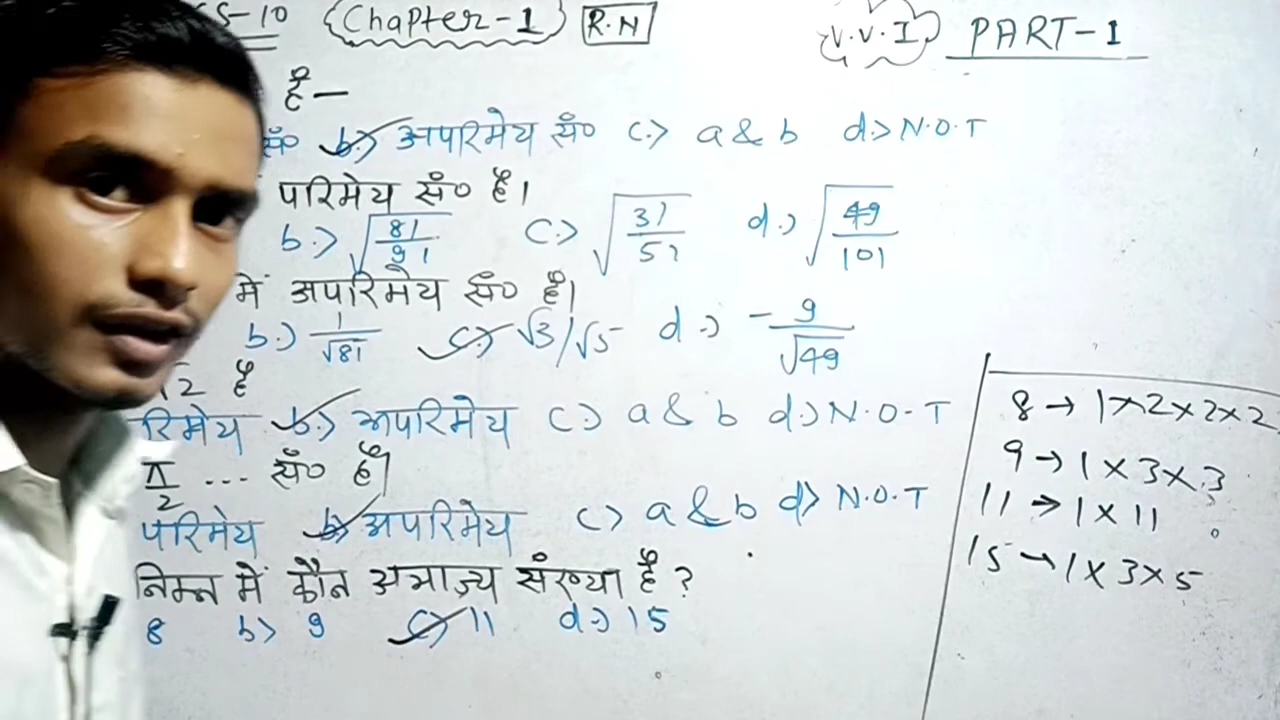 S-10 Chapter-1 R.N V.V.I PART-1
है—
सं० b.> अपरिमेय सं० c.> a & b d.> N.O.T
परिमेय सं० है।
b.> √81/91 c.> √31/51 d.> √49/101
में अपरिमेय सं० है।
b.) 1/√81 c.) √3/√5 d.) -9/√49
√2 है
रिमेय b.) अपरिमेय c.) a & b d.) N.O.T
π/2 ... सं० है।
परिमेय b.> अपरिमेय c.> a & b d.> N.O.T
निम्न में कौन अभाज्य संख्या है ?
8 b.> 9 c.> 11 d.) 15
8 → 1×2×2×2
9 → 1×3×3
11 → 1×11
15 → 1×3×5